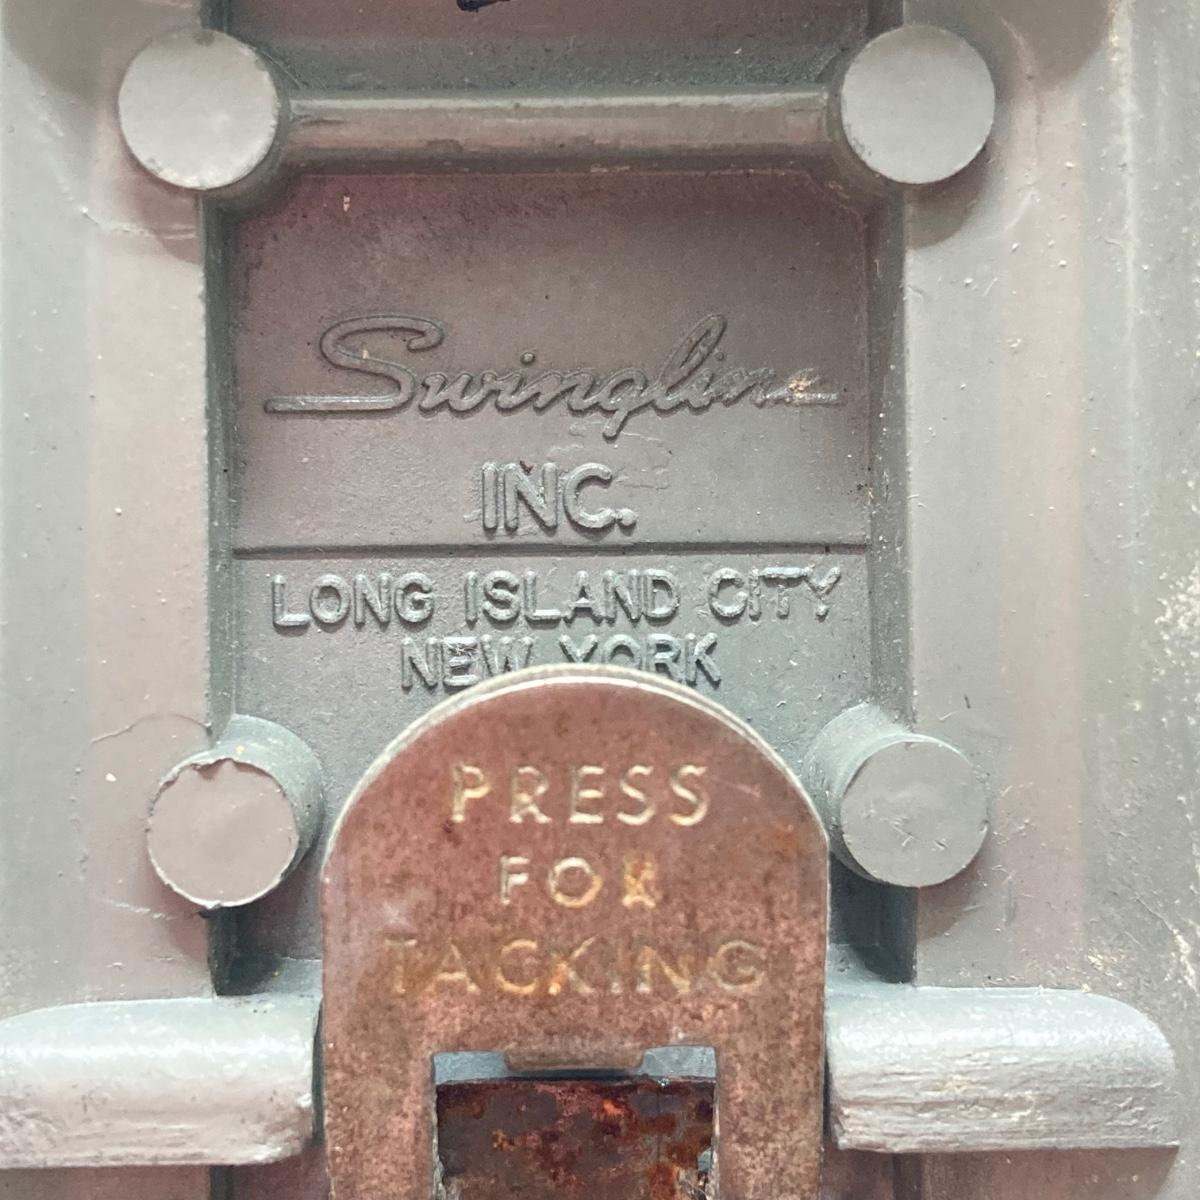 Swingline
INC.
LONG ISLAND CITY
NEW YORK
PRESS
FOR
TACKING